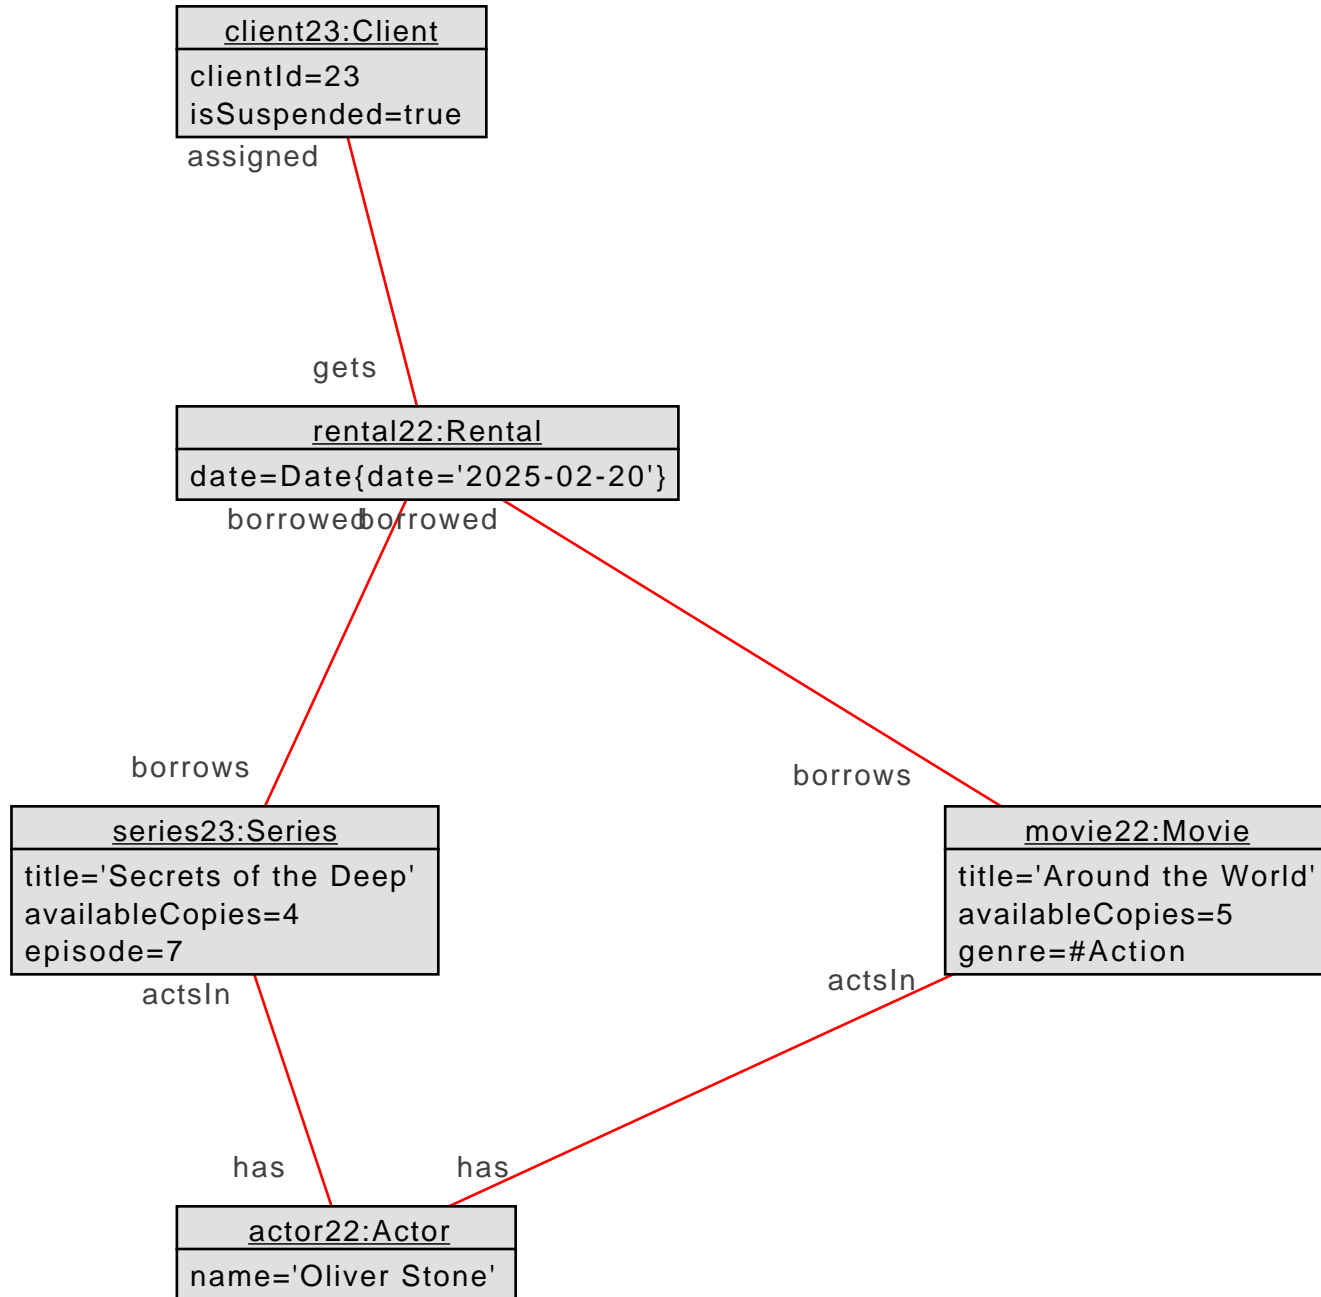 client23:Client
clientId=23
isSuspended=true
assigned
gets
rental22:Rental
date=Date{date='2025-02-20'}
borrowed borrowed
borrows
borrows
series23:Series
title='Secrets of the Deep'
availableCopies=4
episode=7
movie22:Movie
title='Around the World'
availableCopies=5
genre=#Action
actsIn
actsIn
has
has
actor22:Actor
name='Oliver Stone'